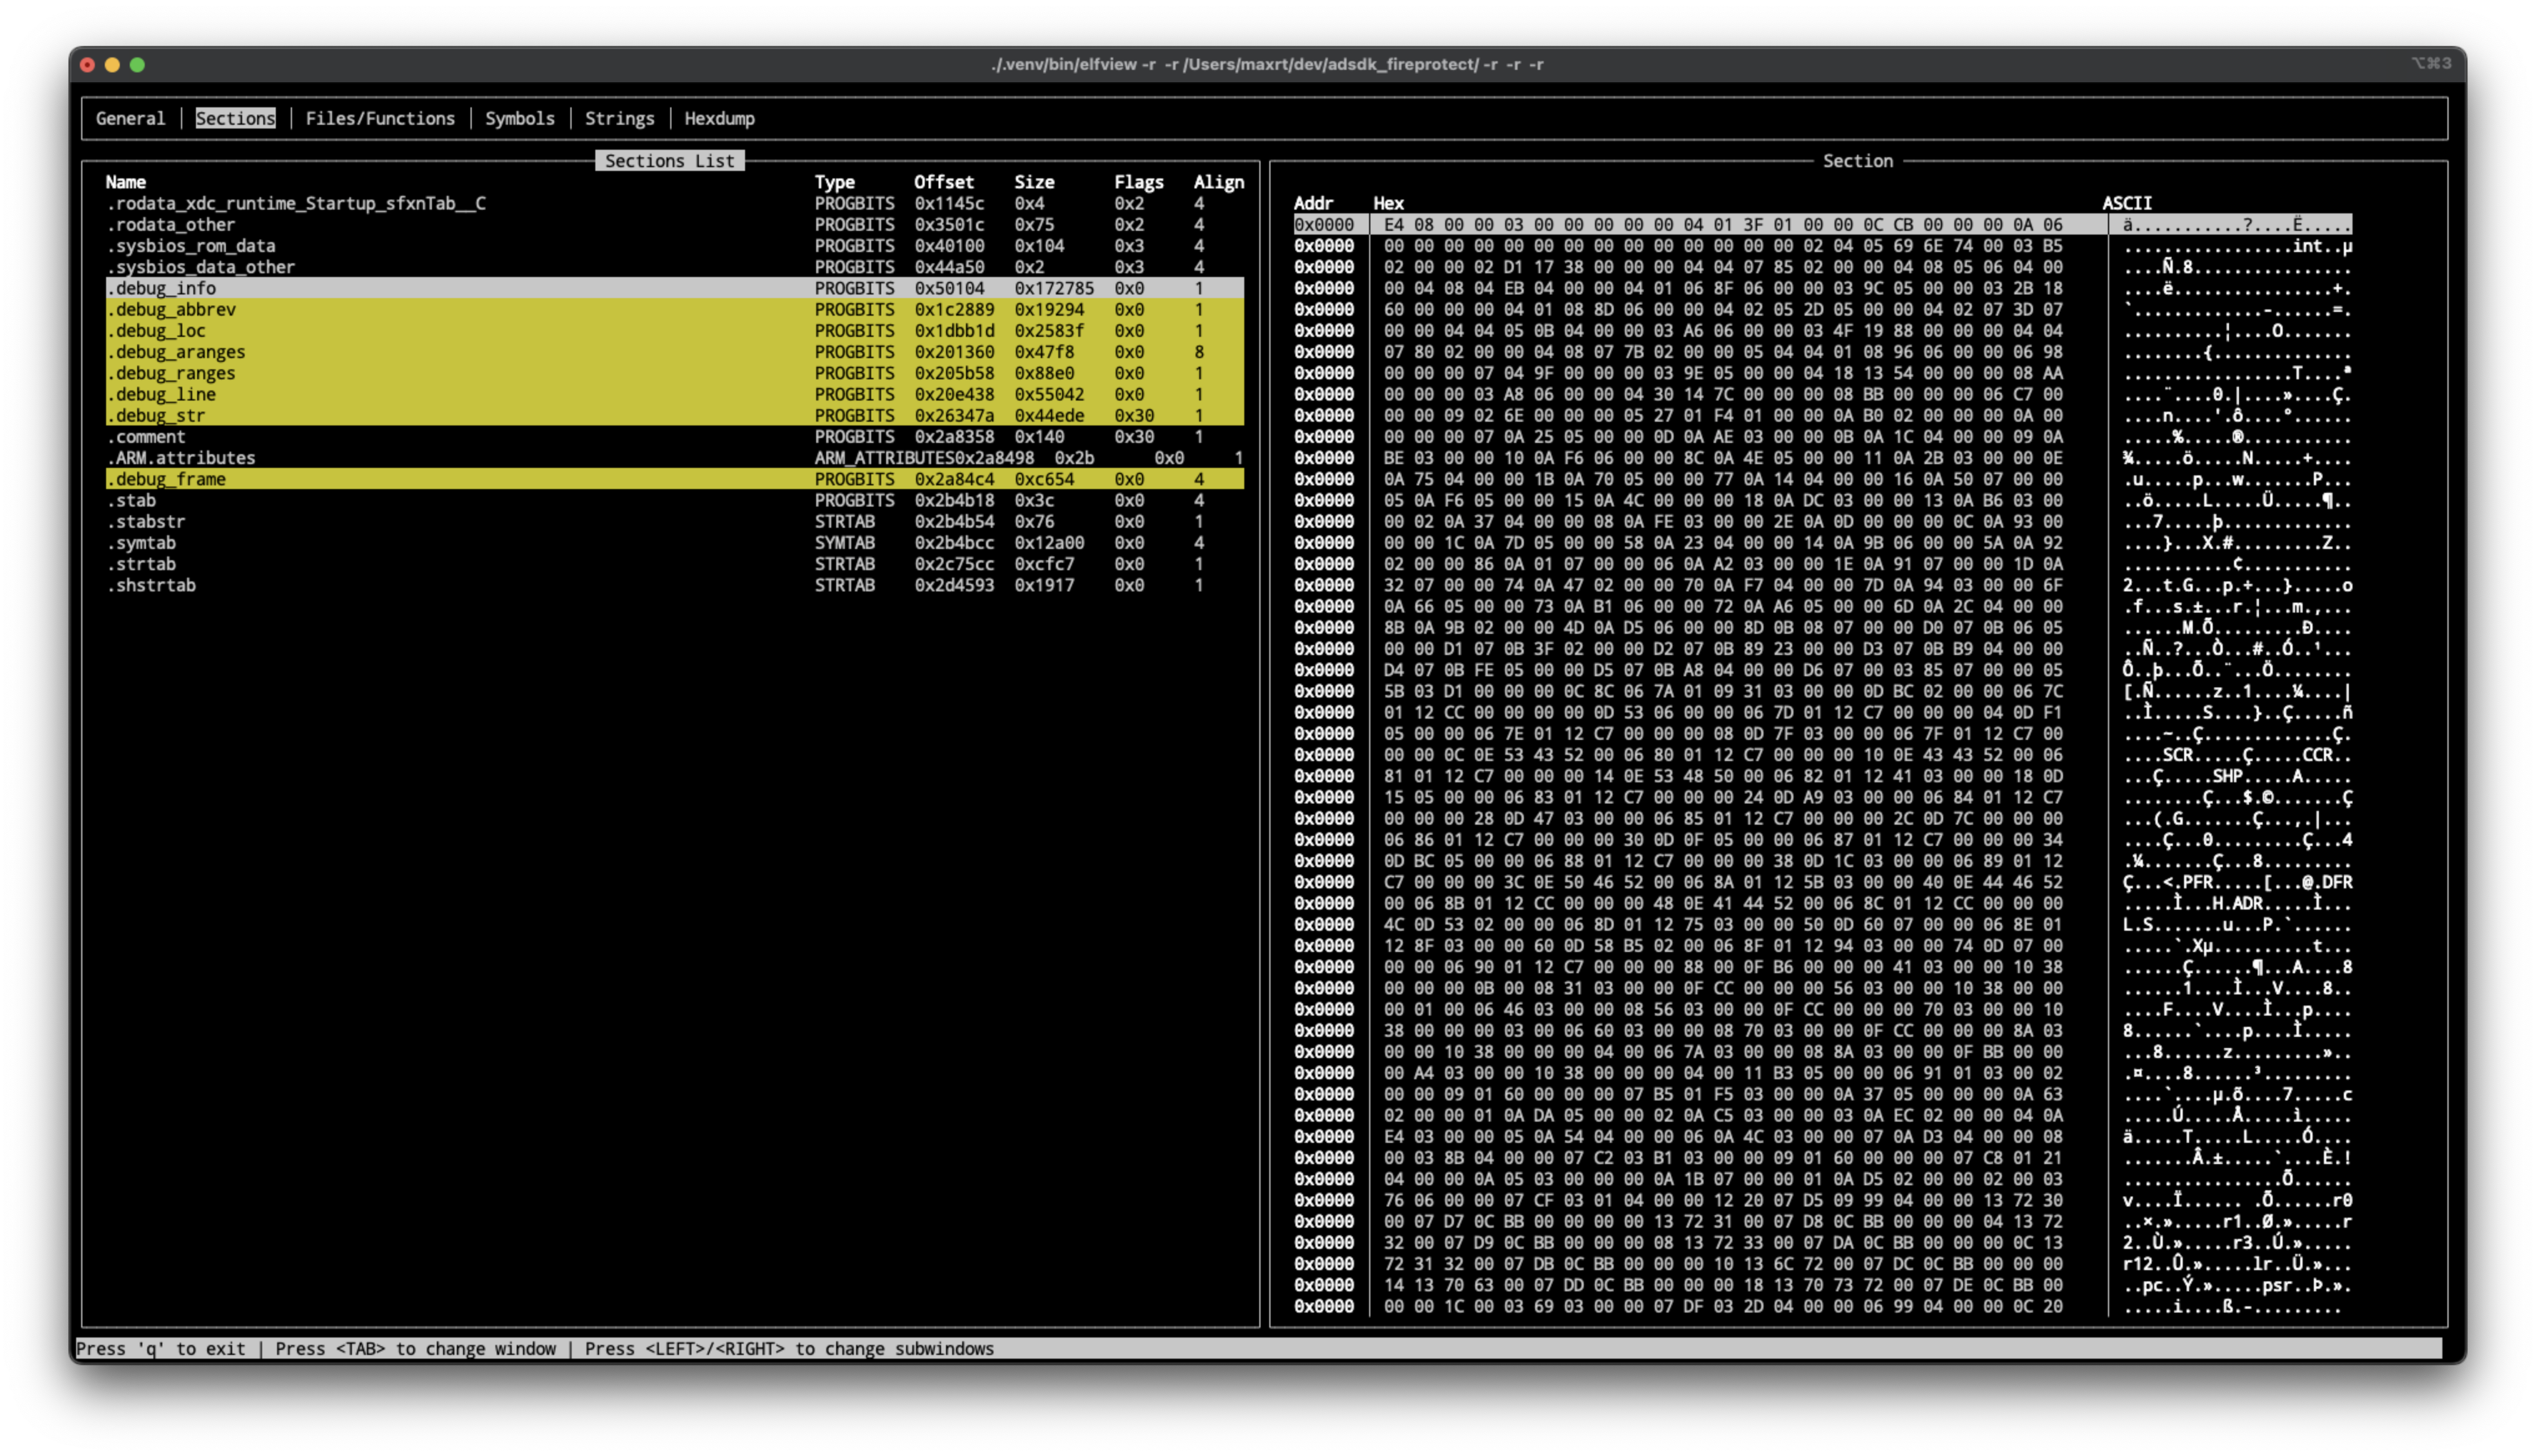 ./.venv/bin/elfview -r -r /Users/maxrt/dev/adsdk_fireprotect/ -r -r -r
⌥⌘3
General | Sections | Files/Functions | Symbols | Strings | Hexdump
Sections List
Name Type Offset Size Flags Align
.rodata_xdc_runtime_Startup_sfxnTab__C PROGBITS 0x1145c 0x4 0x2 4
.rodata_other PROGBITS 0x3501c 0x75 0x2 4
.sysbios_rom_data PROGBITS 0x40100 0x104 0x3 4
.sysbios_data_other PROGBITS 0x44a50 0x2 0x3 4
.debug_info PROGBITS 0x50104 0x172785 0x0 1
.debug_abbrev PROGBITS 0x1c2889 0x19294 0x0 1
.debug_loc PROGBITS 0x1dbb1d 0x2583f 0x0 1
.debug_aranges PROGBITS 0x201360 0x47f8 0x0 8
.debug_ranges PROGBITS 0x205b58 0x88e0 0x0 1
.debug_line PROGBITS 0x20e438 0x55042 0x0 1
.debug_str PROGBITS 0x26347a 0x44ede 0x30 1
.comment PROGBITS 0x2a8358 0x140 0x30 1
.ARM.attributes ARM_ATTRIBUTES0x2a8498 0x2b 0x0 1
.debug_frame PROGBITS 0x2a84c4 0xc654 0x0 4
.stab PROGBITS 0x2b4b18 0x3c 0x0 4
.stabstr STRTAB 0x2b4b54 0x76 0x0 1
.symtab SYMTAB 0x2b4bcc 0x12a00 0x0 4
.strtab STRTAB 0x2c75cc 0xcfc7 0x0 1
.shstrtab STRTAB 0x2d4593 0x1917 0x0 1
Section
Addr Hex ASCII
0x0000 E4 08 00 00 03 00 00 00 00 00 04 01 3F 01 00 00 0C CB 00 00 00 0A 06 ä...........?....Ë.....
0x0000 00 00 00 00 00 00 00 00 00 00 00 00 00 00 02 04 05 69 6E 74 00 03 B5 .................int..µ
0x0000 02 00 00 02 D1 17 38 00 00 00 04 04 07 85 02 00 00 04 08 05 06 04 00 ....Ñ.8................
0x0000 00 04 08 04 EB 04 00 00 04 01 06 8F 06 00 00 03 9C 05 00 00 03 2B 18 ....ë................+.
0x0000 60 00 00 00 04 01 08 8D 06 00 00 04 02 05 2D 05 00 00 04 02 07 3D 07 `.............-......=.
0x0000 00 00 04 04 05 0B 04 00 00 03 A6 06 00 00 03 4F 19 88 00 00 00 04 04 ..........¦....O.......
0x0000 07 80 02 00 00 04 08 07 7B 02 00 00 05 04 04 01 08 96 06 00 00 06 98 ........{..............
0x0000 00 00 00 07 04 9F 00 00 00 03 9E 05 00 00 04 18 13 54 00 00 00 08 AA .................T....ª
0x0000 00 00 00 03 A8 06 00 00 04 30 14 7C 00 00 00 08 BB 00 00 00 06 C7 00 ....¨....0.|....»....Ç.
0x0000 00 00 09 02 6E 00 00 00 05 27 01 F4 01 00 00 0A B0 02 00 00 00 0A 00 ....n....'.ô....°......
0x0000 00 00 00 07 0A 25 05 00 00 0D 0A AE 03 00 00 0B 0A 1C 04 00 00 09 0A .....%.....®...........
0x0000 BE 03 00 00 10 0A F6 06 00 00 8C 0A 4E 05 00 00 11 0A 2B 03 00 00 0E ¾.....ö.....N.....+....
0x0000 0A 75 04 00 00 1B 0A 70 05 00 00 77 0A 14 04 00 00 16 0A 50 07 00 00 .u.....p...w.......P...
0x0000 05 0A F6 05 00 00 15 0A 4C 00 00 00 18 0A DC 03 00 00 13 0A B6 03 00 ..ö.....L.....Ü.....¶..
0x0000 00 02 0A 37 04 00 00 08 0A FE 03 00 00 2E 0A 0D 00 00 00 0C 0A 93 00 ...7.....þ.............
0x0000 00 00 1C 0A 7D 05 00 00 58 0A 23 04 00 00 14 0A 9B 06 00 00 5A 0A 92 ....}...X.#.........Z..
0x0000 02 00 00 86 0A 01 07 00 00 06 0A A2 03 00 00 1E 0A 91 07 00 00 1D 0A ...........¢...........
0x0000 32 07 00 00 74 0A 47 02 00 00 70 0A F7 04 00 00 7D 0A 94 03 00 00 6F 2...t.G...p.÷...}.....o
0x0000 0A 66 05 00 00 73 0A B1 06 00 00 72 0A A6 05 00 00 6D 0A 2C 04 00 00 .f...s.±...r.¦...m.,...
0x0000 8B 0A 9B 02 00 00 4D 0A D5 06 00 00 8D 0B 08 07 00 00 D0 07 0B 06 05 ......M.Õ.........Ð....
0x0000 00 00 D1 07 0B 3F 02 00 00 D2 07 0B 89 23 00 00 D3 07 0B B9 04 00 00 ..Ñ..?...Ò...#..Ó..¹...
0x0000 D4 07 0B FE 05 00 00 D5 07 0B A8 04 00 00 D6 07 00 03 85 07 00 00 05 Ô..þ...Õ..¨...Ö........
0x0000 5B 03 D1 00 00 00 0C 8C 06 7A 01 09 31 03 00 00 0D BC 02 00 00 06 7C [.Ñ......z..1....¼....|
0x0000 01 12 CC 00 00 00 00 0D 53 06 00 00 06 7D 01 12 C7 00 00 00 04 0D F1 ..Ì.....S....}..Ç.....ñ
0x0000 05 00 00 06 7E 01 12 C7 00 00 00 08 0D 7F 03 00 00 06 7F 01 12 C7 00 ....~..Ç.............Ç.
0x0000 00 00 0C 0E 53 43 52 00 06 80 01 12 C7 00 00 00 10 0E 43 43 52 00 06 ....SCR.....Ç.....CCR..
0x0000 81 01 12 C7 00 00 00 14 0E 53 48 50 00 06 82 01 12 41 03 00 00 18 0D ...Ç.....SHP.....A.....
0x0000 15 05 00 00 06 83 01 12 C7 00 00 00 24 0D A9 03 00 00 06 84 01 12 C7 ........Ç...$.©.......Ç
0x0000 00 00 00 28 0D 47 03 00 00 06 85 01 12 C7 00 00 00 2C 0D 7C 00 00 00 ...(.G.......Ç...,.|...
0x0000 06 86 01 12 C7 00 00 00 30 0D 0F 05 00 00 06 87 01 12 C7 00 00 00 34 ....Ç...0.........Ç...4
0x0000 0D BC 05 00 00 06 88 01 12 C7 00 00 00 38 0D 1C 03 00 00 06 89 01 12 .¼.......Ç...8.........
0x0000 C7 00 00 00 3C 0E 50 46 52 00 06 8A 01 12 5B 03 00 00 40 0E 44 46 52 Ç...<.PFR.....[...@.DFR
0x0000 00 06 8B 01 12 CC 00 00 00 48 0E 41 44 52 00 06 8C 01 12 CC 00 00 00 .....Ì...H.ADR.....Ì...
0x0000 4C 0D 53 02 00 00 06 8D 01 12 75 03 00 00 50 0D 60 07 00 00 06 8E 01 L.S.......u...P.`......
0x0000 12 8F 03 00 00 60 0D 58 B5 02 00 06 8F 01 12 94 03 00 00 74 0D 07 00 .....`.Xµ..........t...
0x0000 00 00 06 90 01 12 C7 00 00 00 88 00 0F B6 00 00 00 41 03 00 00 10 38 ......Ç......¶...A....8
0x0000 00 00 00 0B 00 08 31 03 00 00 0F CC 00 00 00 56 03 00 00 10 38 00 00 ......1....Ì...V....8..
0x0000 00 01 00 06 46 03 00 00 08 56 03 00 00 0F CC 00 00 00 70 03 00 00 10 ....F....V....Ì...p....
0x0000 38 00 00 00 03 00 06 60 03 00 00 08 70 03 00 00 0F CC 00 00 00 8A 03 8......`....p....Ì.....
0x0000 00 00 10 38 00 00 00 04 00 06 7A 03 00 00 08 8A 03 00 00 0F BB 00 00 ...8......z.........»..
0x0000 00 A4 03 00 00 10 38 00 00 00 04 00 11 B3 05 00 00 06 91 01 03 00 02 .¤....8......³.........
0x0000 00 00 09 01 60 00 00 00 07 B5 01 F5 03 00 00 0A 37 05 00 00 00 0A 63 ....`....µ.õ....7.....c
0x0000 02 00 00 01 0A DA 05 00 00 02 0A C5 03 00 00 03 0A EC 02 00 00 04 0A .....Ú.....Å.....ì.....
0x0000 E4 03 00 00 05 0A 54 04 00 00 06 0A 4C 03 00 00 07 0A D3 04 00 00 08 ä.....T.....L.....Ó....
0x0000 00 03 8B 04 00 00 07 C2 03 B1 03 00 00 09 01 60 00 00 00 07 C8 01 21 .......Â.±.....`....È.!
0x0000 04 00 00 0A 05 03 00 00 00 0A 1B 07 00 00 01 0A D5 02 00 00 02 00 03 ................Õ......
0x0000 76 06 00 00 07 CF 03 01 04 00 00 12 20 07 D5 09 99 04 00 00 13 72 30 v....Ï...... .Õ......r0
0x0000 00 07 D7 0C BB 00 00 00 00 13 72 31 00 07 D8 0C BB 00 00 00 04 13 72 ..×.».....r1..Ø.».....r
0x0000 32 00 07 D9 0C BB 00 00 00 08 13 72 33 00 07 DA 0C BB 00 00 00 0C 13 2..Ù.».....r3..Ú.».....
0x0000 72 31 32 00 07 DB 0C BB 00 00 00 10 13 6C 72 00 07 DC 0C BB 00 00 00 r12..Û.».....lr..Ü.»...
0x0000 14 13 70 63 00 07 DD 0C BB 00 00 00 18 13 70 73 72 00 07 DE 0C BB 00 ..pc..Ý.».....psr..Þ.».
0x0000 00 00 1C 00 03 69 03 00 00 07 DF 03 2D 04 00 00 06 99 04 00 00 0C 20 .....i....ß.-.........
Press 'q' to exit | Press <TAB> to change window | Press <LEFT>/<RIGHT> to change subwindows